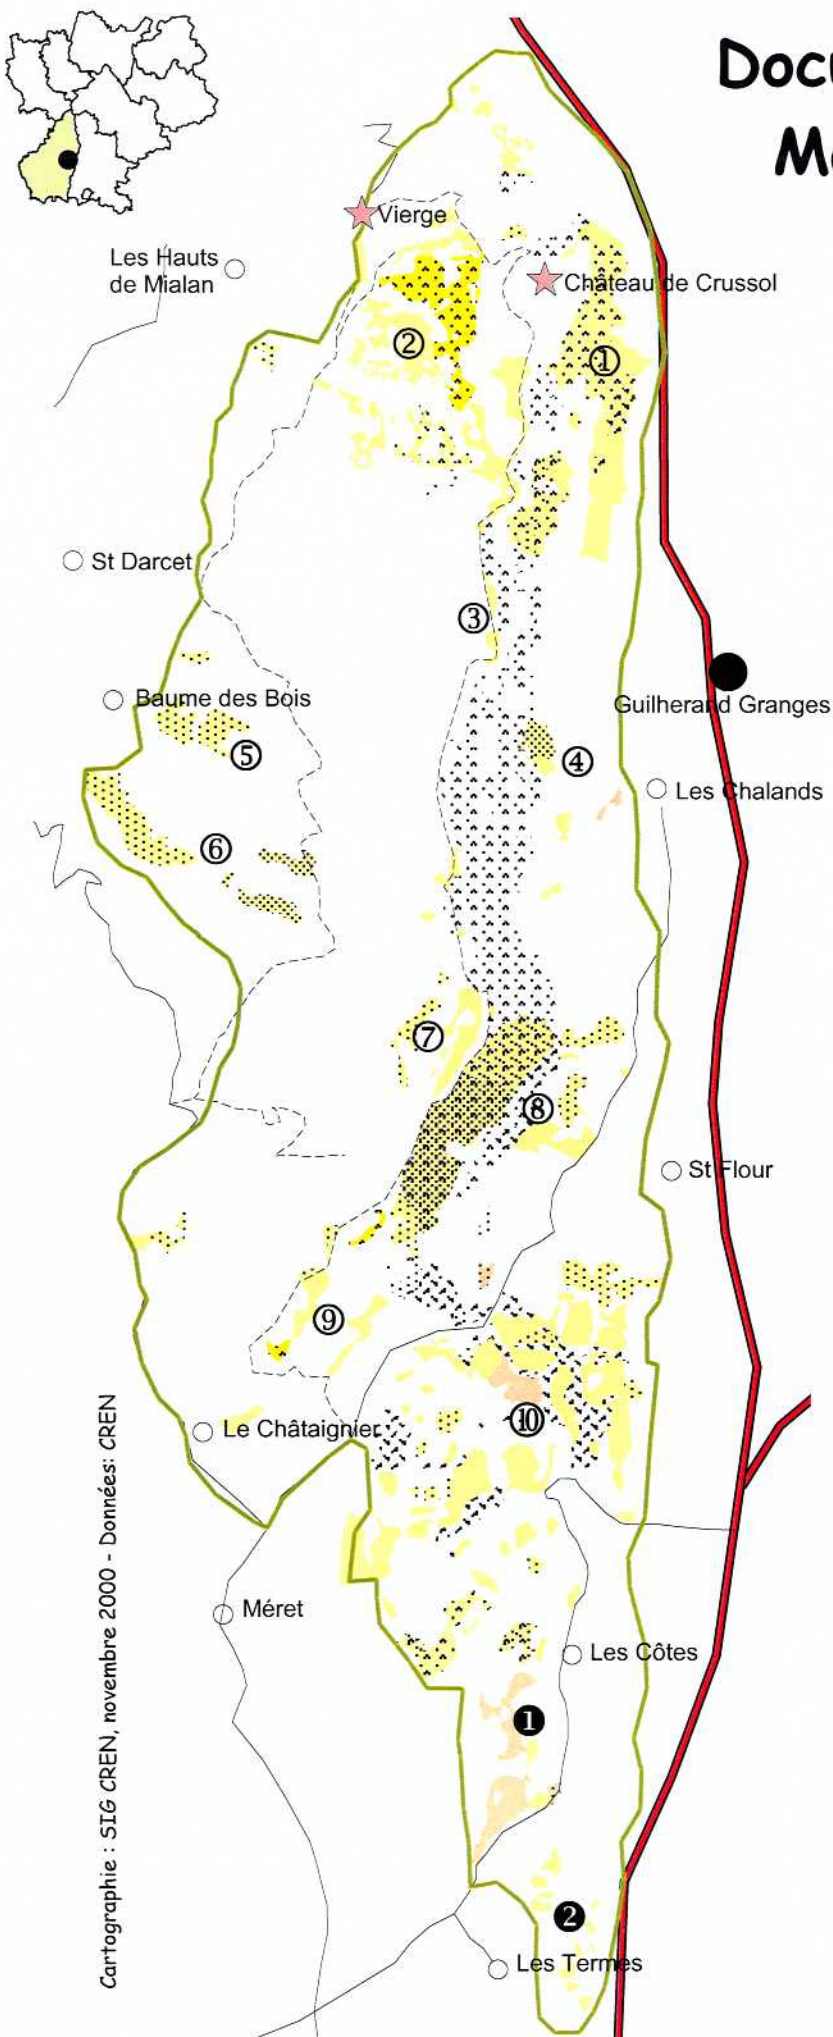 Docu
Vierge
Les Hauts
de Mialan
Château de Crussol
②
①
St Darcet
③
Baume des Bois
Guilherand Granges
⑤
④
Les Chalands
⑥
⑦
⑧
St Flour
⑨
Le Châtaignier
⑩
Méret
Les Côtes
❶
❷
Les Termes
Cartographie : SIG CREN, novembre 2000 - Données: CREN